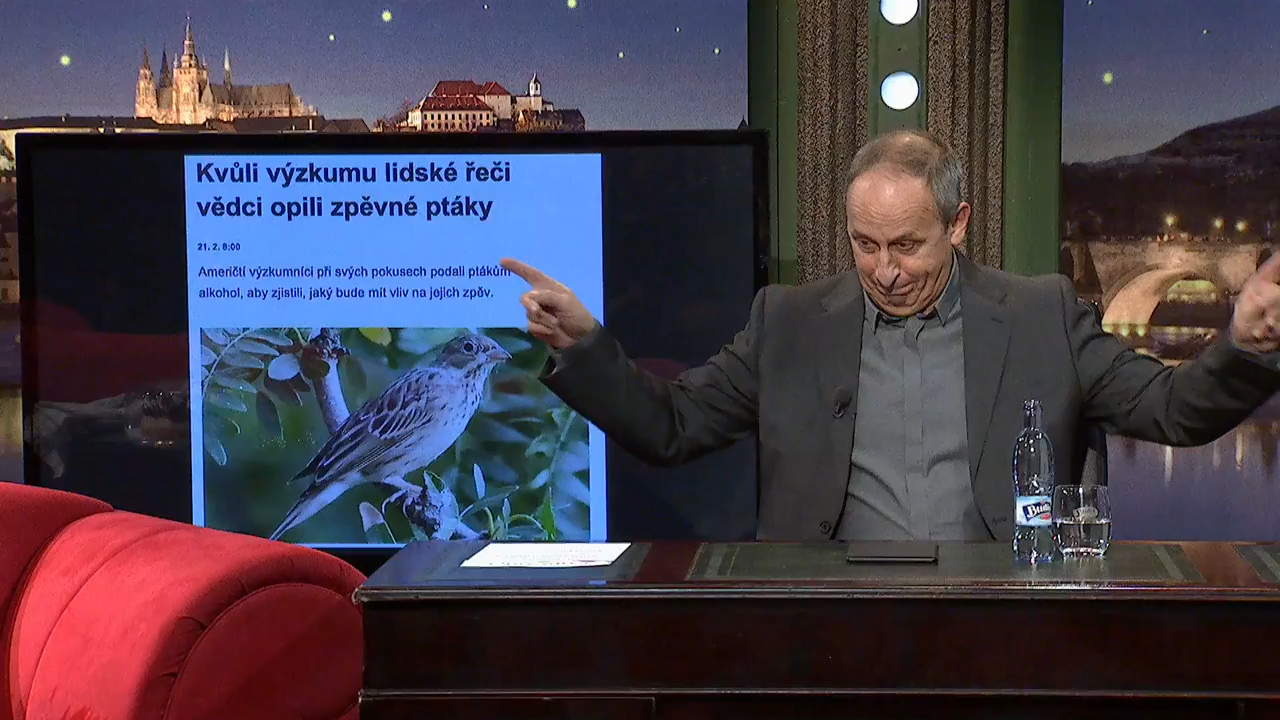 Kvůli výzkumu lidské řeči
vědci opili zpěvné ptáky
21. 2. 8:00
Američtí výzkumníci při svých pokusech podali ptákům
alkohol, aby zjistili, jaký bude mít vliv na jejich zpěv.